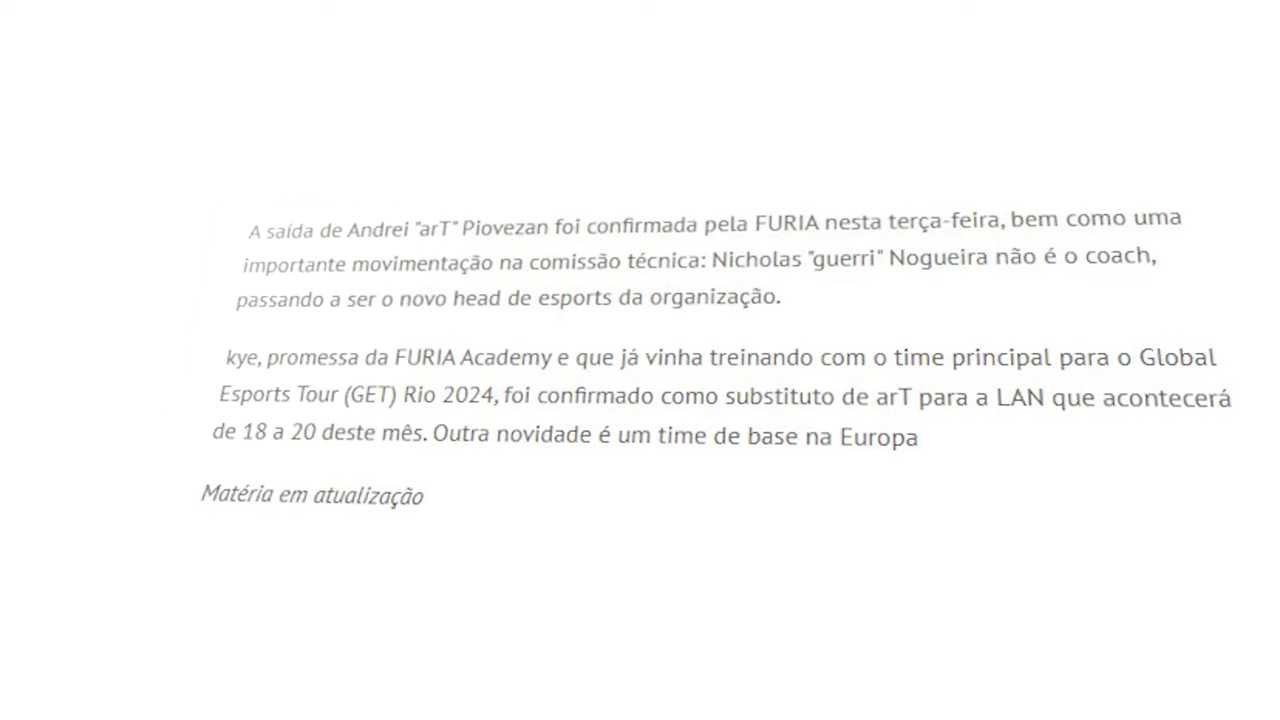 A saída de Andrei "arT" Piovezan foi confirmada pela FURIA nesta terça-feira, bem como uma
importante movimentação na comissão técnica: Nicholas "guerri" Nogueira não é o coach,
passando a ser o novo head de esports da organização.
kye, promessa da FURIA Academy e que já vinha treinando com o time principal para o Global
Esports Tour (GET) Rio 2024, foi confirmado como substituto de arT para a LAN que acontecerá
de 18 a 20 deste mês. Outra novidade é um time de base na Europa
Matéria em atualização